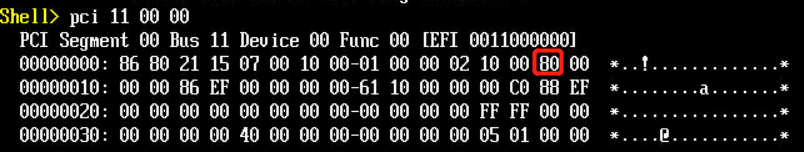 Shell> pci 11 00 00
PCI Segment 00 Bus 11 Device 00 Func 00 [EFI 0011000000]
00000000: 86 80 21 15 07 00 10 00-01 00 00 02 10 00 80 00 *..!.............*
00000010: 00 00 86 EF 00 00 00 00-61 10 00 00 00 C0 88 EF *........a.......*
00000020: 00 00 00 00 00 00 00 00-00 00 00 00 FF FF 00 00 *................*
00000030: 00 00 00 00 40 00 00 00-00 00 00 00 05 01 00 00 *....@...........*